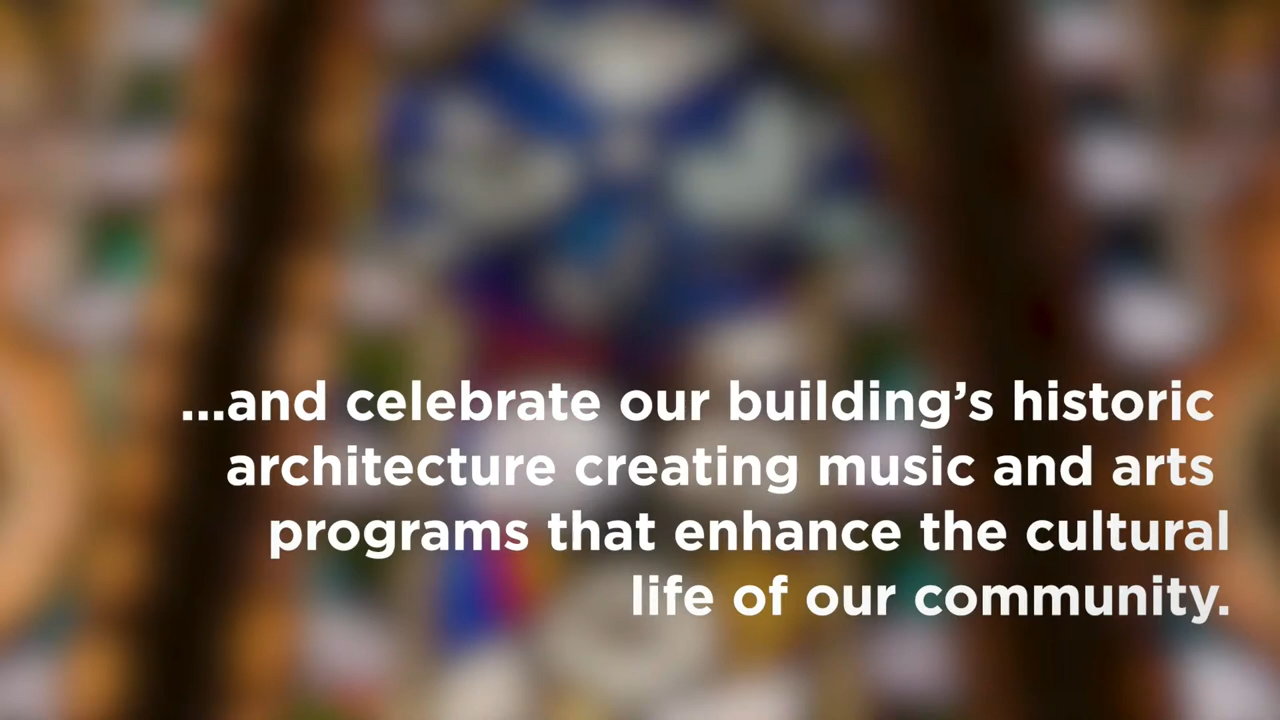 ...and celebrate our building’s historic
architecture creating music and arts
programs that enhance the cultural
life of our community.